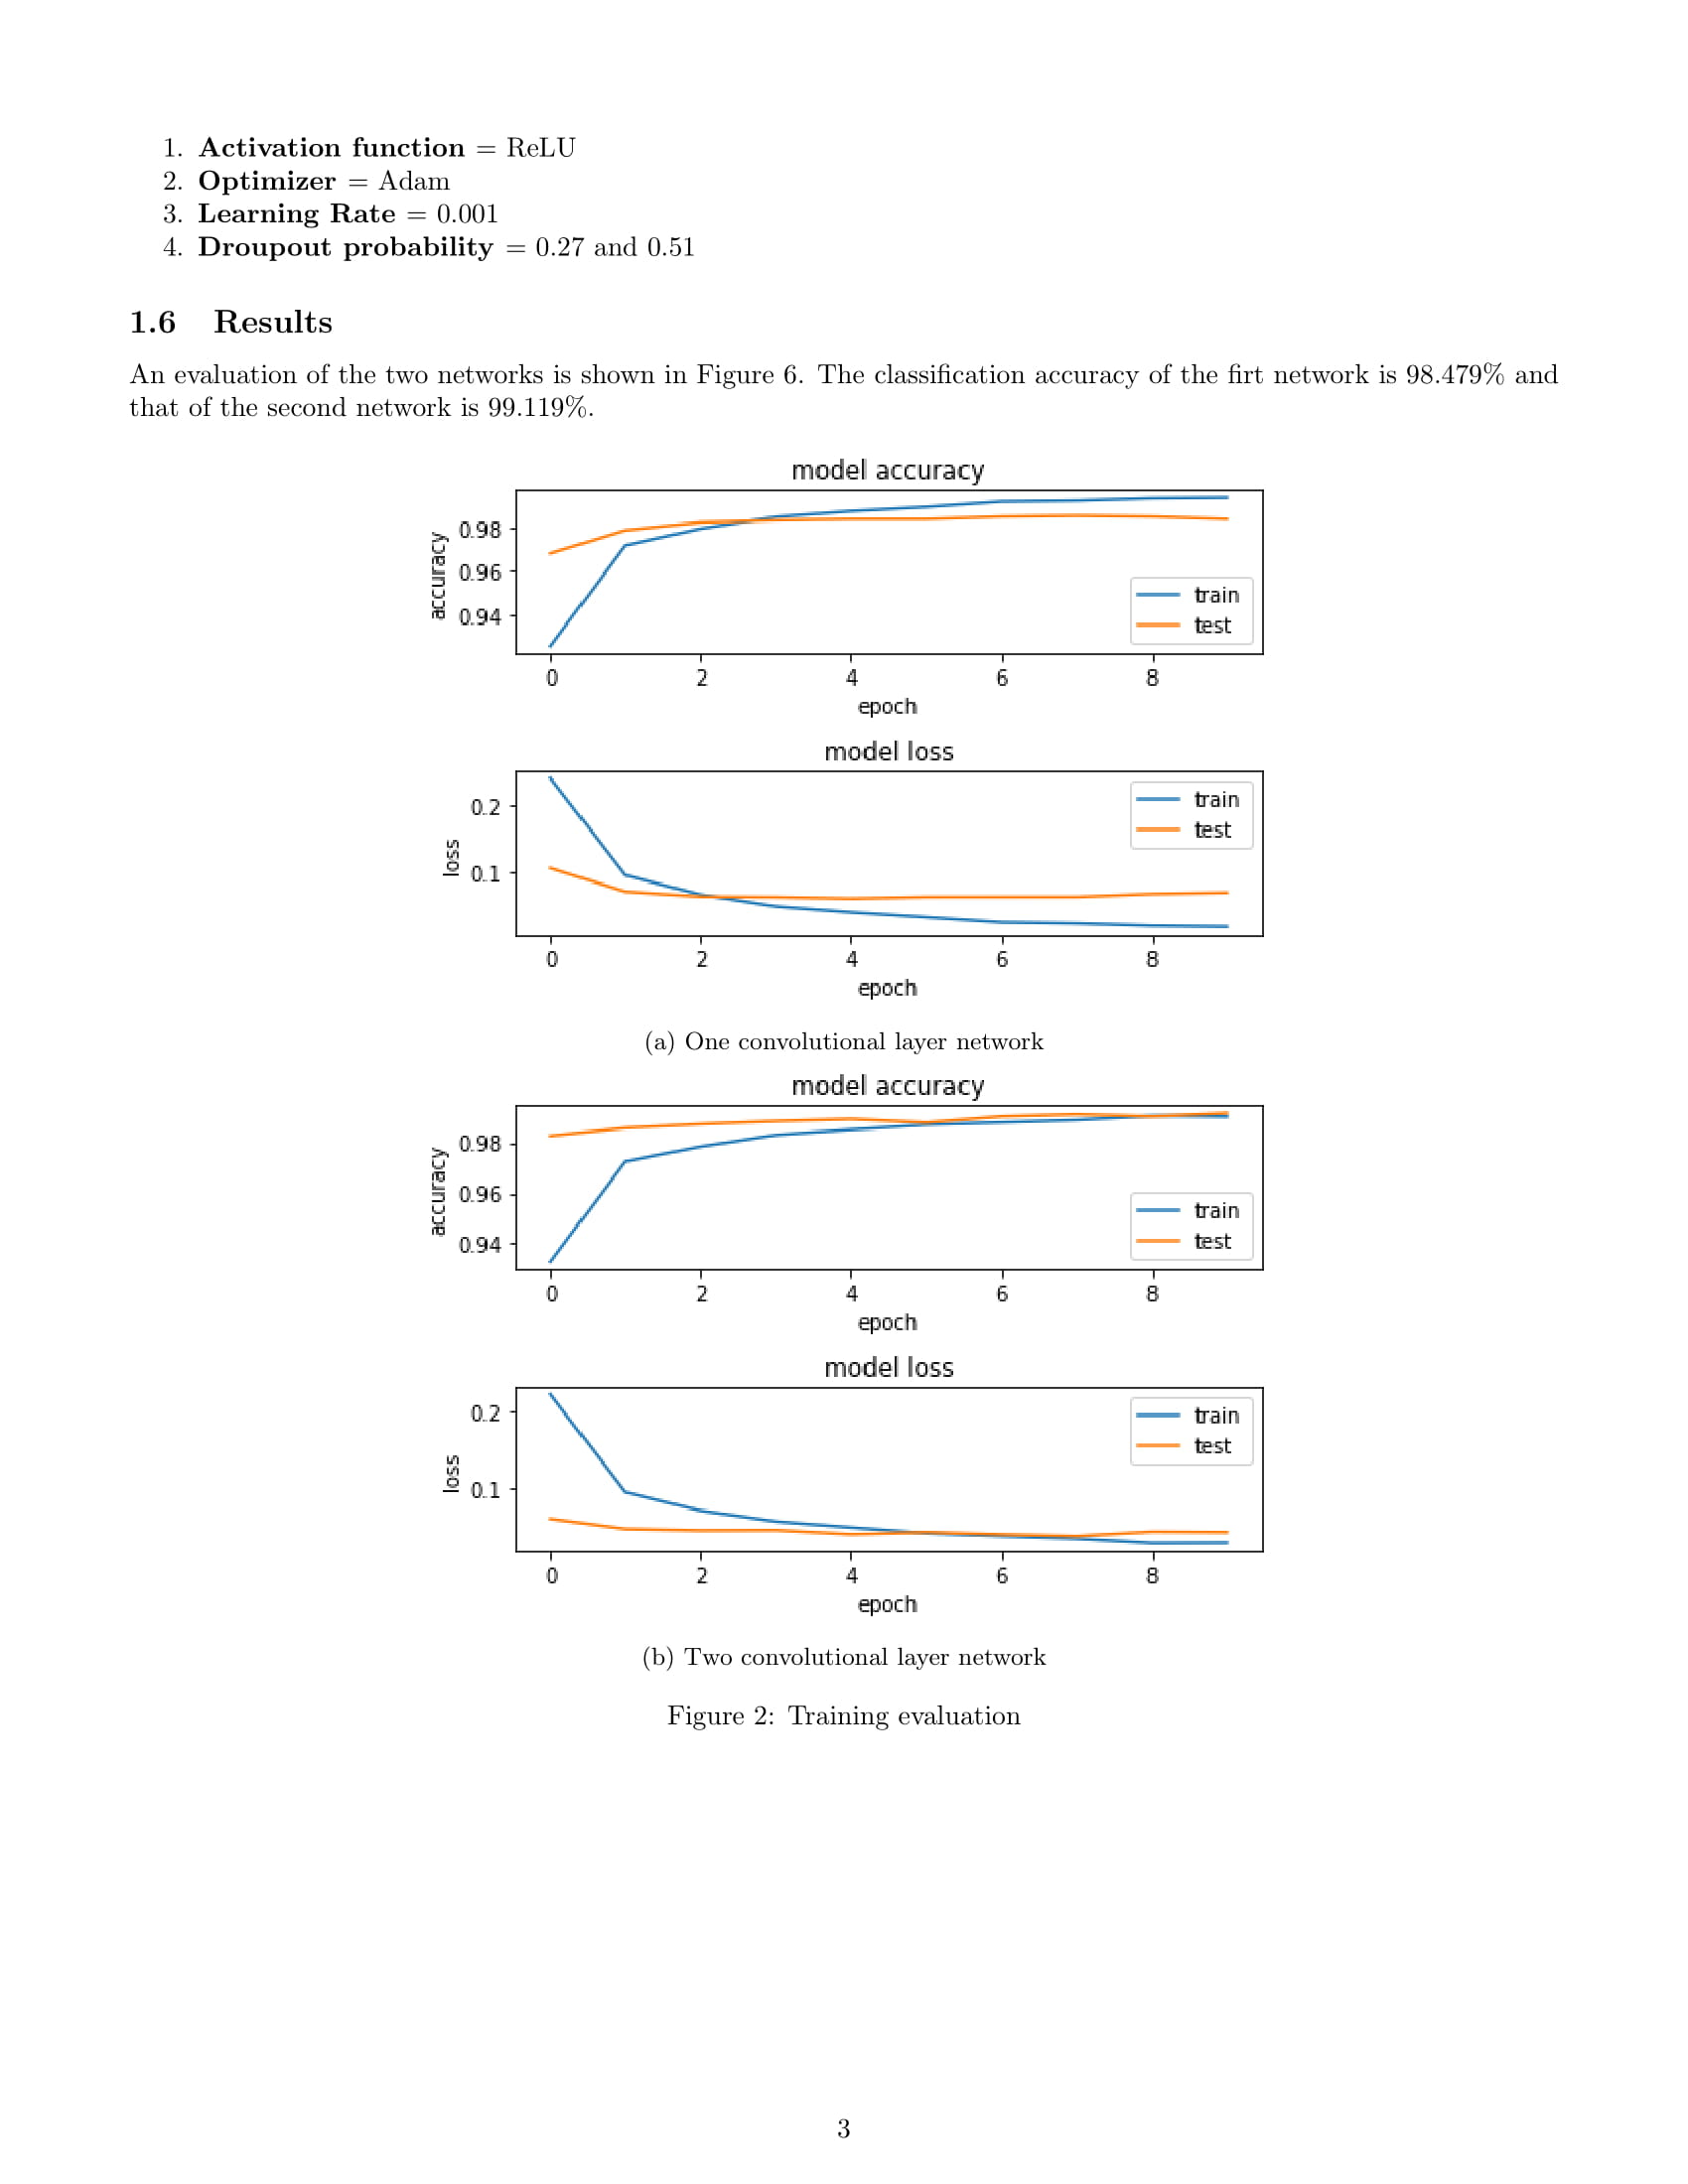 1. Activation function = ReLU
2. Optimizer = Adam
3. Learning Rate = 0.001
4. Droupout probability = 0.27 and 0.51
1.6 Results
An evaluation of the two networks is shown in Figure 6. The classification accuracy of the firt network is 98.479% and
that of the second network is 99.119%.
model accuracy
accuracy
0.98
0.96
0.94
train
test
0 2 4 6 8
epoch
model loss
loss
0.2
0.1
train
test
0 2 4 6 8
epoch
(a) One convolutional layer network
model accuracy
accuracy
0.98
0.96
0.94
train
test
0 2 4 6 8
epoch
model loss
loss
0.2
0.1
train
test
0 2 4 6 8
epoch
(b) Two convolutional layer network
Figure 2: Training evaluation
3